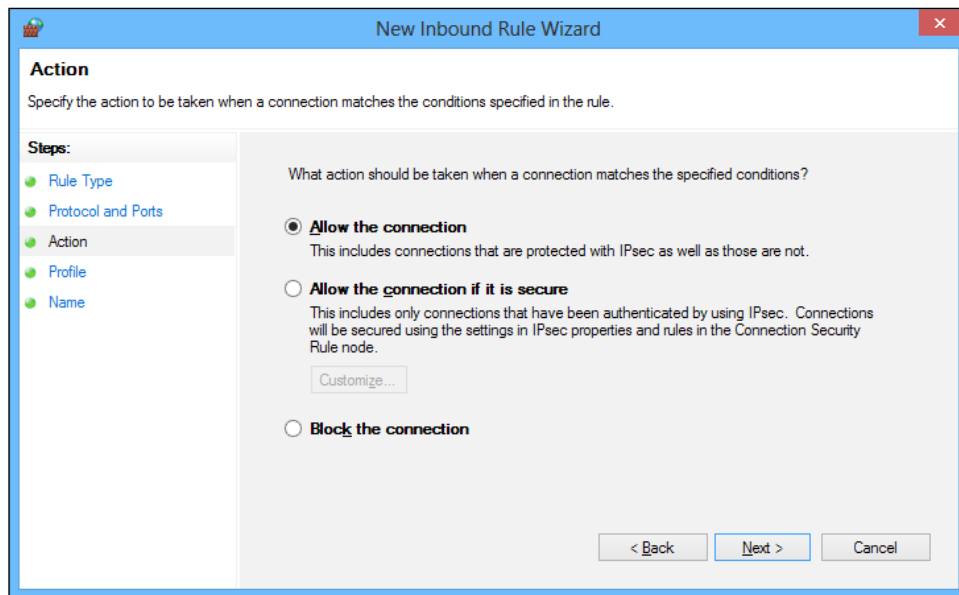 New Inbound Rule Wizard
Action
Specify the action to be taken when a connection matches the conditions specified in the rule.
Steps:
Rule Type
Protocol and Ports
Action
Profile
Name
What action should be taken when a connection matches the specified conditions?
Allow the connection
This includes connections that are protected with IPsec as well as those are not.
Allow the connection if it is secure
This includes only connections that have been authenticated by using IPsec. Connections
will be secured using the settings in IPsec properties and rules in the Connection Security
Rule node.
Customize...
Block the connection
< Back
Next >
Cancel